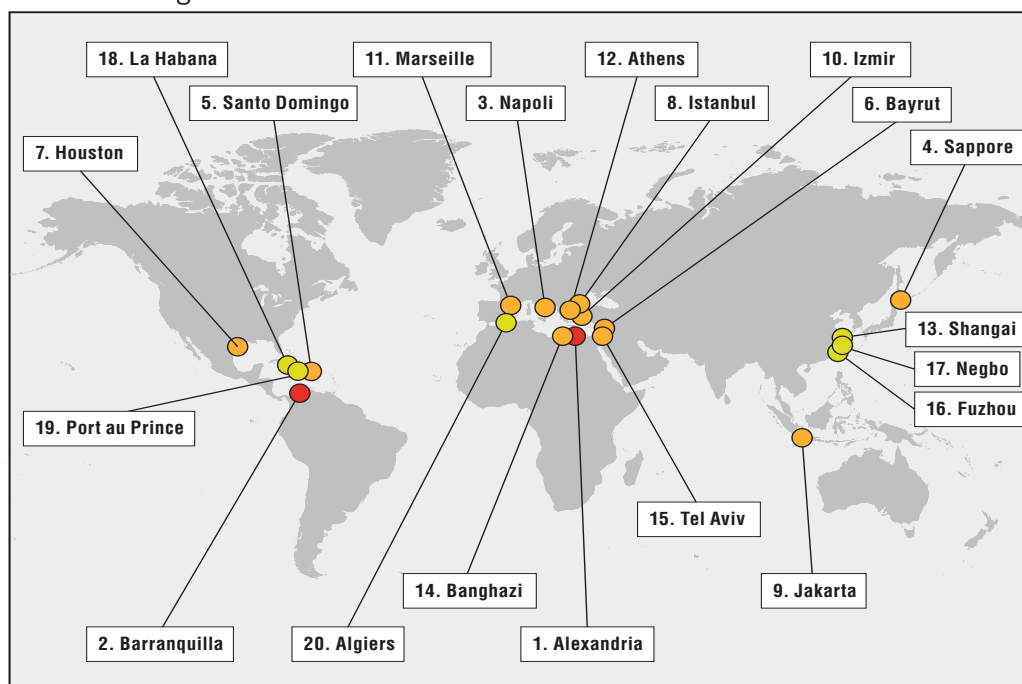 18. La Habana
11. Marseille
12. Athens
10. Izmir
5. Santo Domingo
3. Napoli
8. Istanbul
6. Bayrut
7. Houston
4. Sappore
13. Shangai
17. Negbo
16. Fuzhou
19. Port au Prince
15. Tel Aviv
14. Banghazi
9. Jakarta
2. Barranquilla
20. Algiers
1. Alexandria